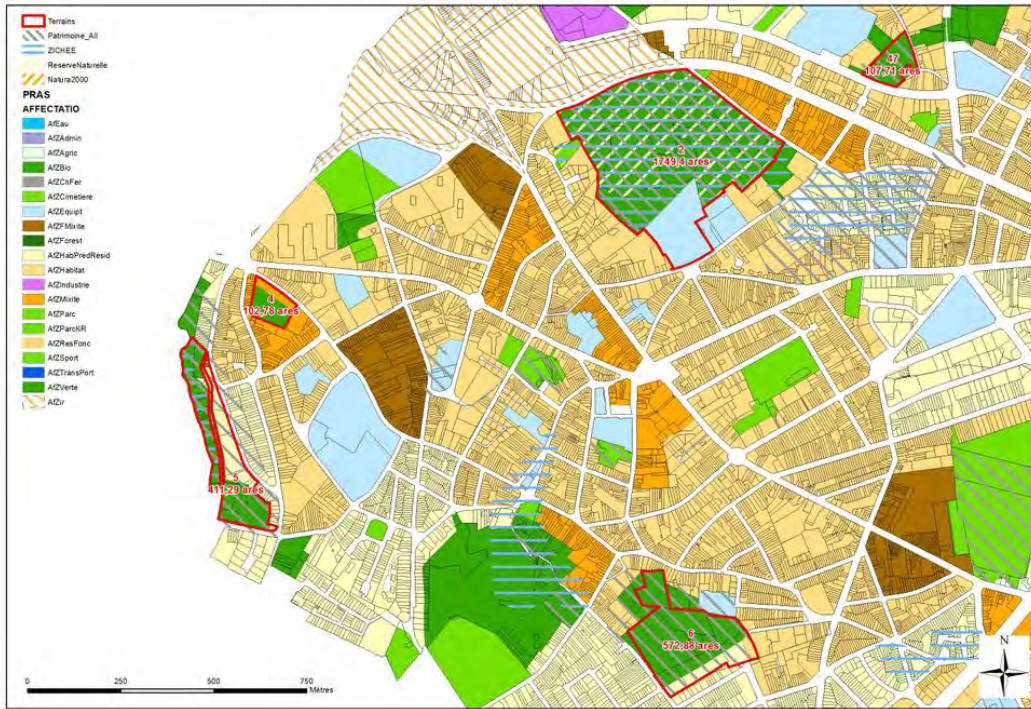 Terrains
Patrimoine_All
ZICHEE
ReserveNaturelle
Natura2000
PRAS
AFFECTATIO
AfEau
AfZAdmin
AfZAgric
AfZBio
AfZChFer
AfZCimetiere
AfZEquipt
AfZFMixite
AfZForest
AfZHabPredResid
AfZHabitat
AfZIndustrie
AfZMixite
AfZParc
AfZParcKR
AfZResFonc
AfZSport
AfZTransPort
AfZVerte
AfZir
47
107,71 ares
2
1749,4 ares
4
102,78 ares
5
411,29 ares
6
572,88 ares
0 250 500 750
Mètres
N